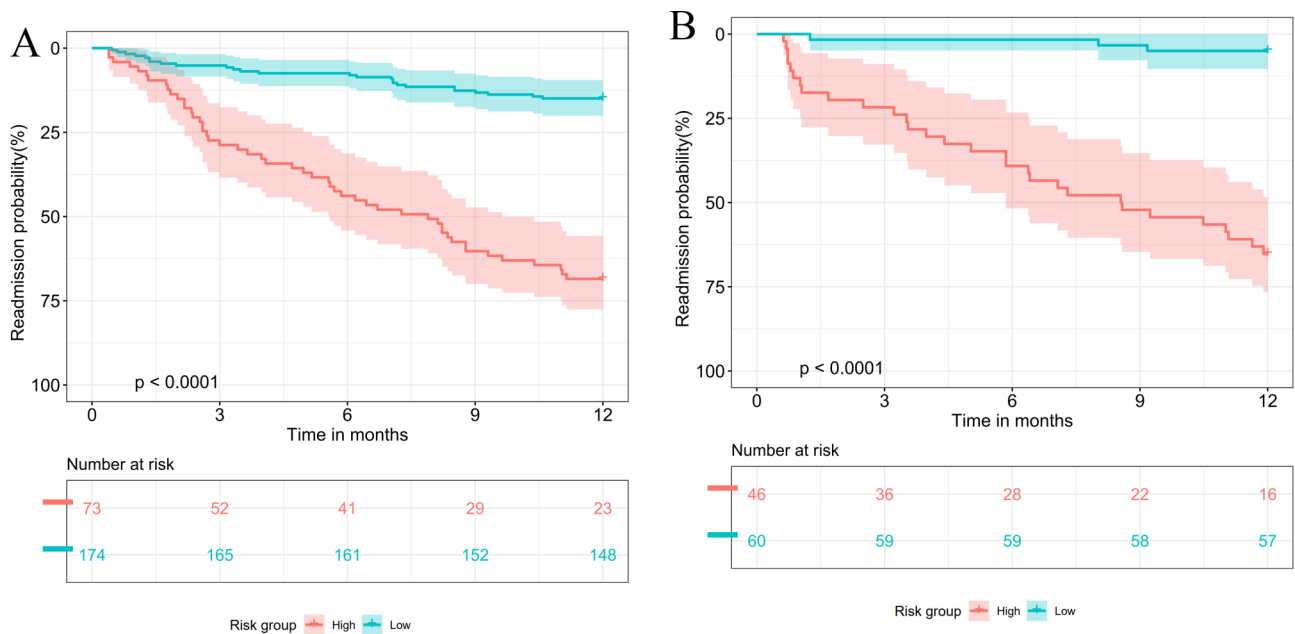 A
Readmission probability(%)
0
25
50
75
100
p < 0.0001
0 3 6 9 12
Time in months
Number at risk
73 52 41 29 23
174 165 161 152 148
Risk group High Low
B
Readmission probability(%)
0
25
50
75
100
p < 0.0001
0 3 6 9 12
Time in months
Number at risk
46 36 28 22 16
60 59 59 58 57
Risk group High Low